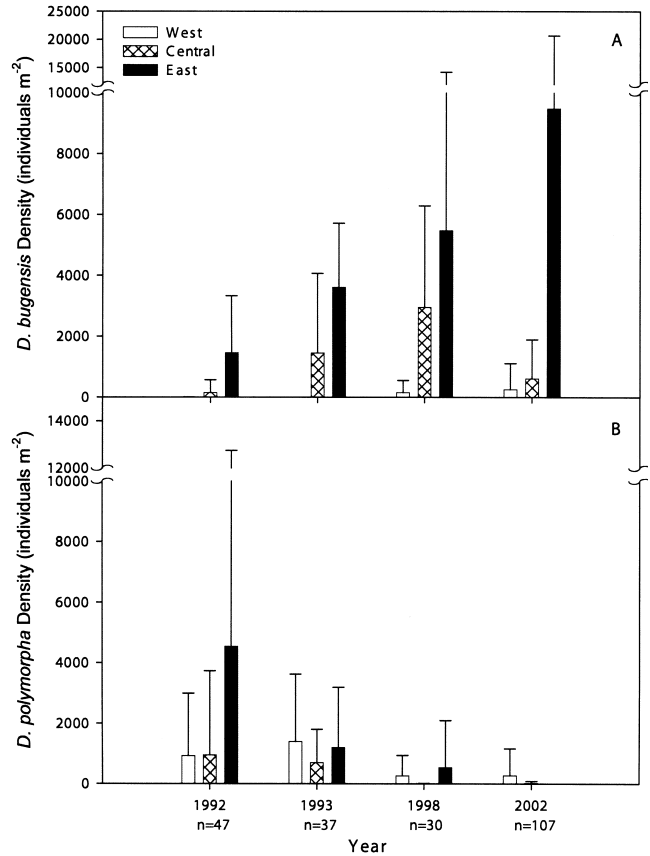 West
Central
East
A
25000
20000
15000
10000
8000
6000
4000
2000
0
D. bugensis Density (individuals m-2)
B
14000
12000
10000
8000
6000
4000
2000
0
D. polymorpha Density (individuals m-2)
1992 1993 1998 2002
n=47 n=37 n=30 n=107
Year